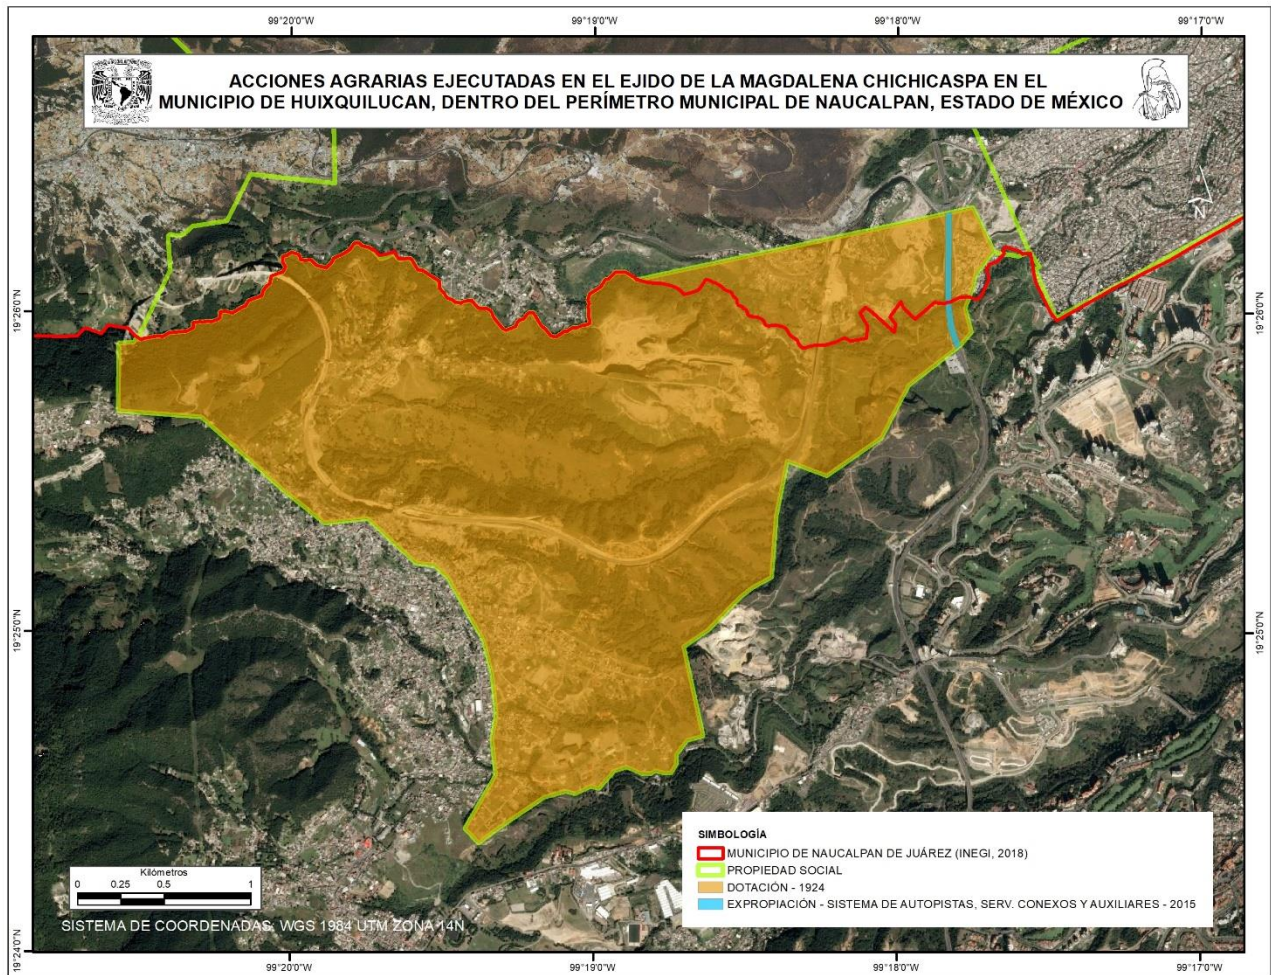 99°20'0"W
99°19'0"W
99°18'0"W
99°17'0"W
ACCIONES AGRARIAS EJECUTADAS EN EL EJIDO DE LA MAGDALENA CHICHICASPA EN EL
MUNICIPIO DE HUIXQUILUCAN, DENTRO DEL PERÍMETRO MUNICIPAL DE NAUCALPAN, ESTADO DE MÉXICO
N
19°26'0"N
19°26'0"N
19°25'0"N
19°25'0"N
SIMBOLOGÍA
MUNICIPIO DE NAUCALPAN DE JUÁREZ (INEGI, 2018)
PROPIEDAD SOCIAL
DOTACIÓN - 1924
EXPROPIACIÓN - SISTEMA DE AUTOPISTAS, SERV. CONEXOS Y AUXILIARES - 2015
Kilómetros
0 0.25 0.5 1
SISTEMA DE COORDENADAS: WGS 1984 UTM ZONA 14N
19°24'0"N
19°24'0"N
99°20'0"W
99°19'0"W
99°18'0"W
99°17'0"W